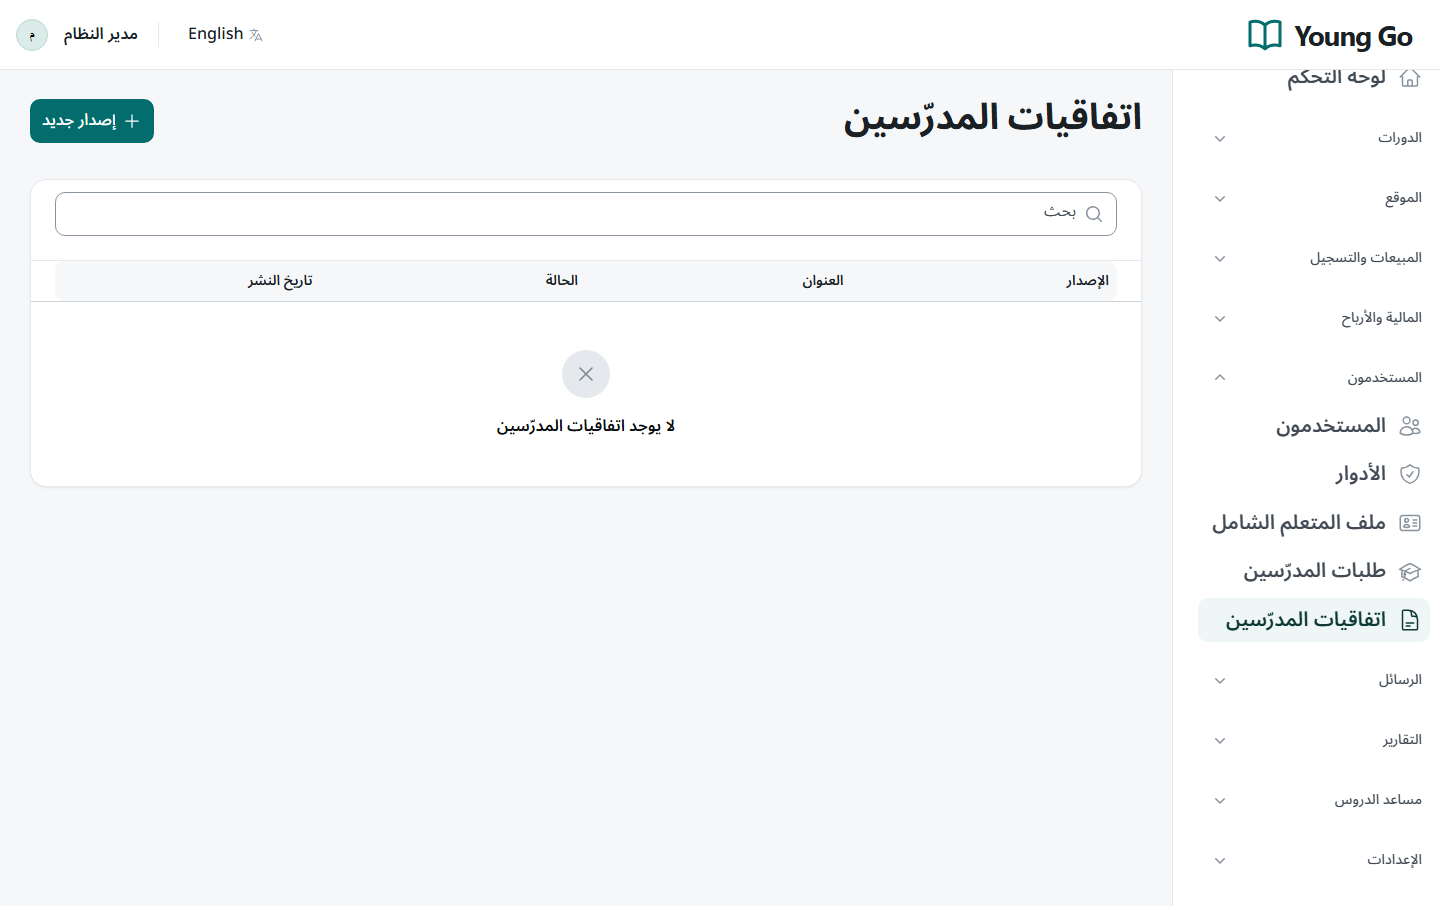 Young Go
English
مدير النظام
م
لوحة التحكم
الدورات
الموقع
المبيعات والتسجيل
المالية والأرباح
المستخدمون
المستخدمون
الأدوار
ملف المتعلم الشامل
طلبات المدرّسين
اتفاقيات المدرّسين
الرسائل
التقارير
مساعد الدروس
الإعدادات
اتفاقيات المدرّسين
إصدار جديد
بحث
الإصدار العنوان الحالة تاريخ النشر
لا يوجد اتفاقيات المدرّسين